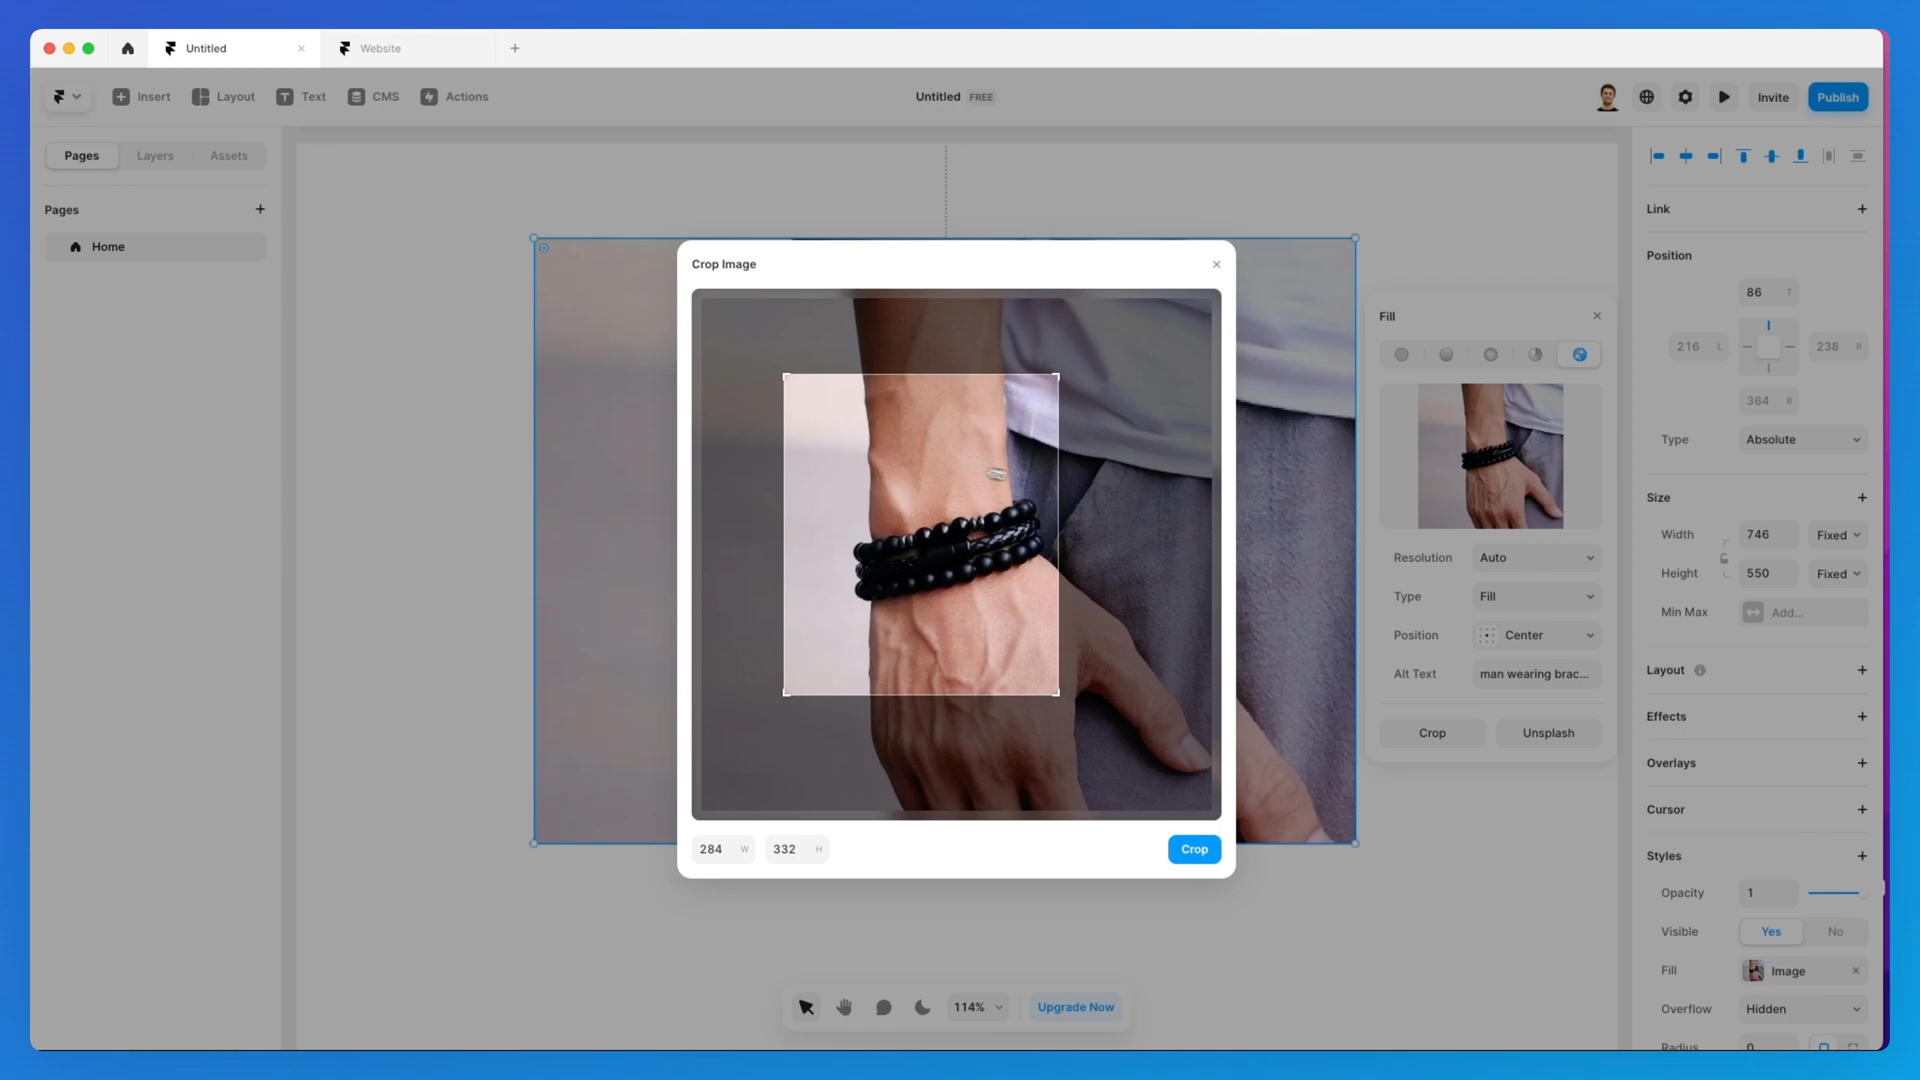 Untitled
Website
Insert
Layout
Text
CMS
Actions
Untitled FREE
Invite
Publish
Pages
Layers
Assets
Pages
Home
Crop Image
284 W
332 H
Crop
Fill
Resolution
Auto
Type
Fill
Position
Center
Alt Text
man wearing brac...
Crop
Unsplash
Link
Position
86 T
216 L
238 R
364 B
Type
Absolute
Size
Width
746
Fixed
Height
550
Fixed
Min Max
Add...
Layout
Effects
Overlays
Cursor
Styles
Opacity
1
Visible
Yes
No
Fill
Image
Overflow
Hidden
Radius
0
114%
Upgrade Now